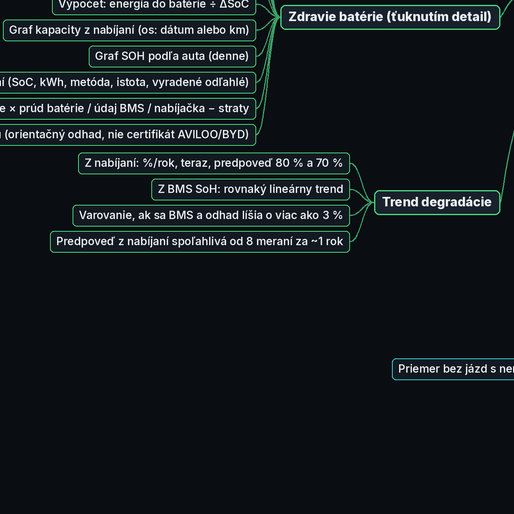 Výpočet: energia do batérie ÷ ΔSoC
Zdravie batérie (ťuknutím detail)
Graf kapacity z nabíjaní (os: dátum alebo km)
Graf SOH podľa auta (denne)
(SoC, kWh, metóda, istota, vyradené odľahlé)
× prúd batérie / údaj BMS / nabíjačka − straty
(orientačný odhad, nie certifikát AVILOO/BYD)
Z nabíjaní: %/rok, teraz, predpoveď 80 % a 70 %
Z BMS SoH: rovnaký lineárny trend
Trend degradácie
Varovanie, ak sa BMS a odhad líšia o viac ako 3 %
Predpoveď z nabíjaní spoľahlivá od 8 meraní za ~1 rok
Priemer bez jázd s